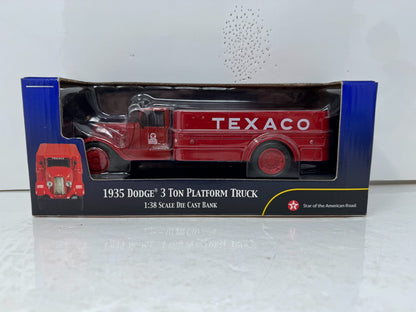 TEXACO
1935 DODGE® 3 TON PLATFORM TRUCK
1:38 SCALE DIE CAST BANK
Star of the American Road